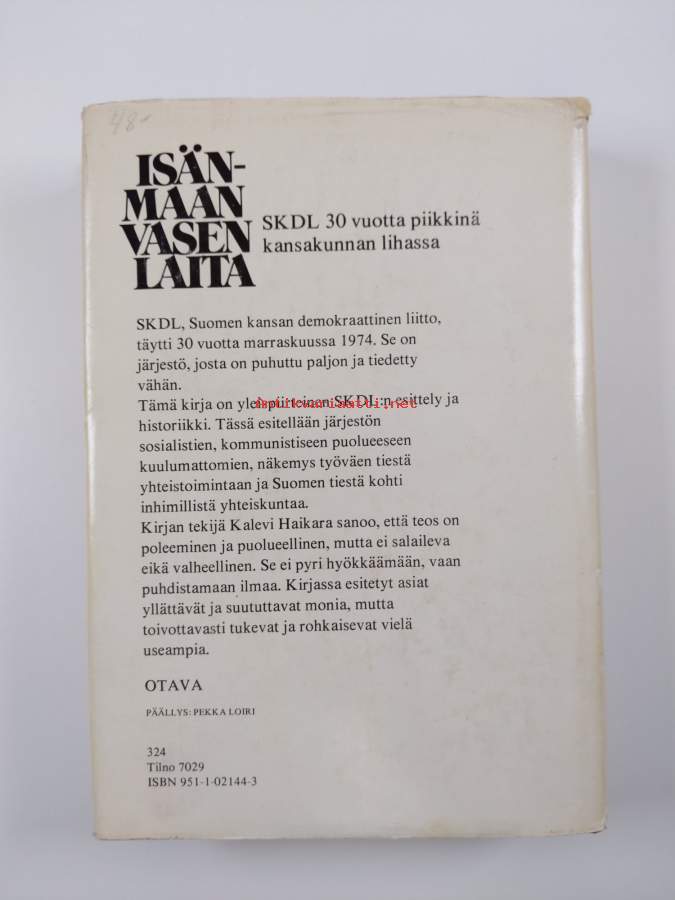 48-
ISÄN-
MAAN
VASEN
LAITA
SKDL 30 vuotta piikkinä
kansakunnan lihassa
SKDL, Suomen kansan demokraattinen liitto,
täytti 30 vuotta marraskuussa 1974. Se on
järjestö, josta on puhuttu paljon ja tiedetty
vähän.
Tämä kirja on yleispiirteinen SKDL:n esittely ja
historiikki. Tässä esitellään järjestön
sosialistien, kommunistiseen puolueeseen
kuulumattomien, näkemys työväen tiestä
yhteistoimintaan ja Suomen tiestä kohti
inhimillistä yhteiskuntaa.
Kirjan tekijä Kalevi Haikara sanoo, että teos on
poleeminen ja puolueellinen, mutta ei salaileva
eikä valheellinen. Se ei pyri hyökkäämään, vaan
puhdistamaan ilmaa. Kirjassa esitetyt asiat
yllättävät ja suututtavat monia, mutta
toivottavasti tukevat ja rohkaisevat vielä
useampia.
OTAVA
PÄÄLLYS: PEKKA LOIRI
324
Tilno 7029
ISBN 951-1-02144-3